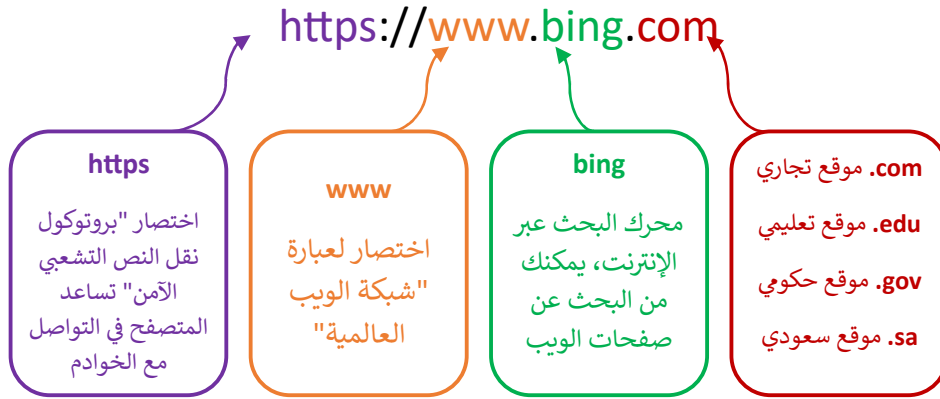 https://www.bing.com
https
اختصار "بروتوكول
نقل النص التشعبي
الآمن" تساعد
المتصفح في التواصل
مع الخوادم
www
اختصار لعبارة
"شبكة الويب
العالمية"
bing
محرك البحث عبر
الإنترنت، يمكنك
من البحث عن
صفحات الويب
.com موقع تجاري
.edu موقع تعليمي
.gov موقع حكومي
.sa موقع سعودي